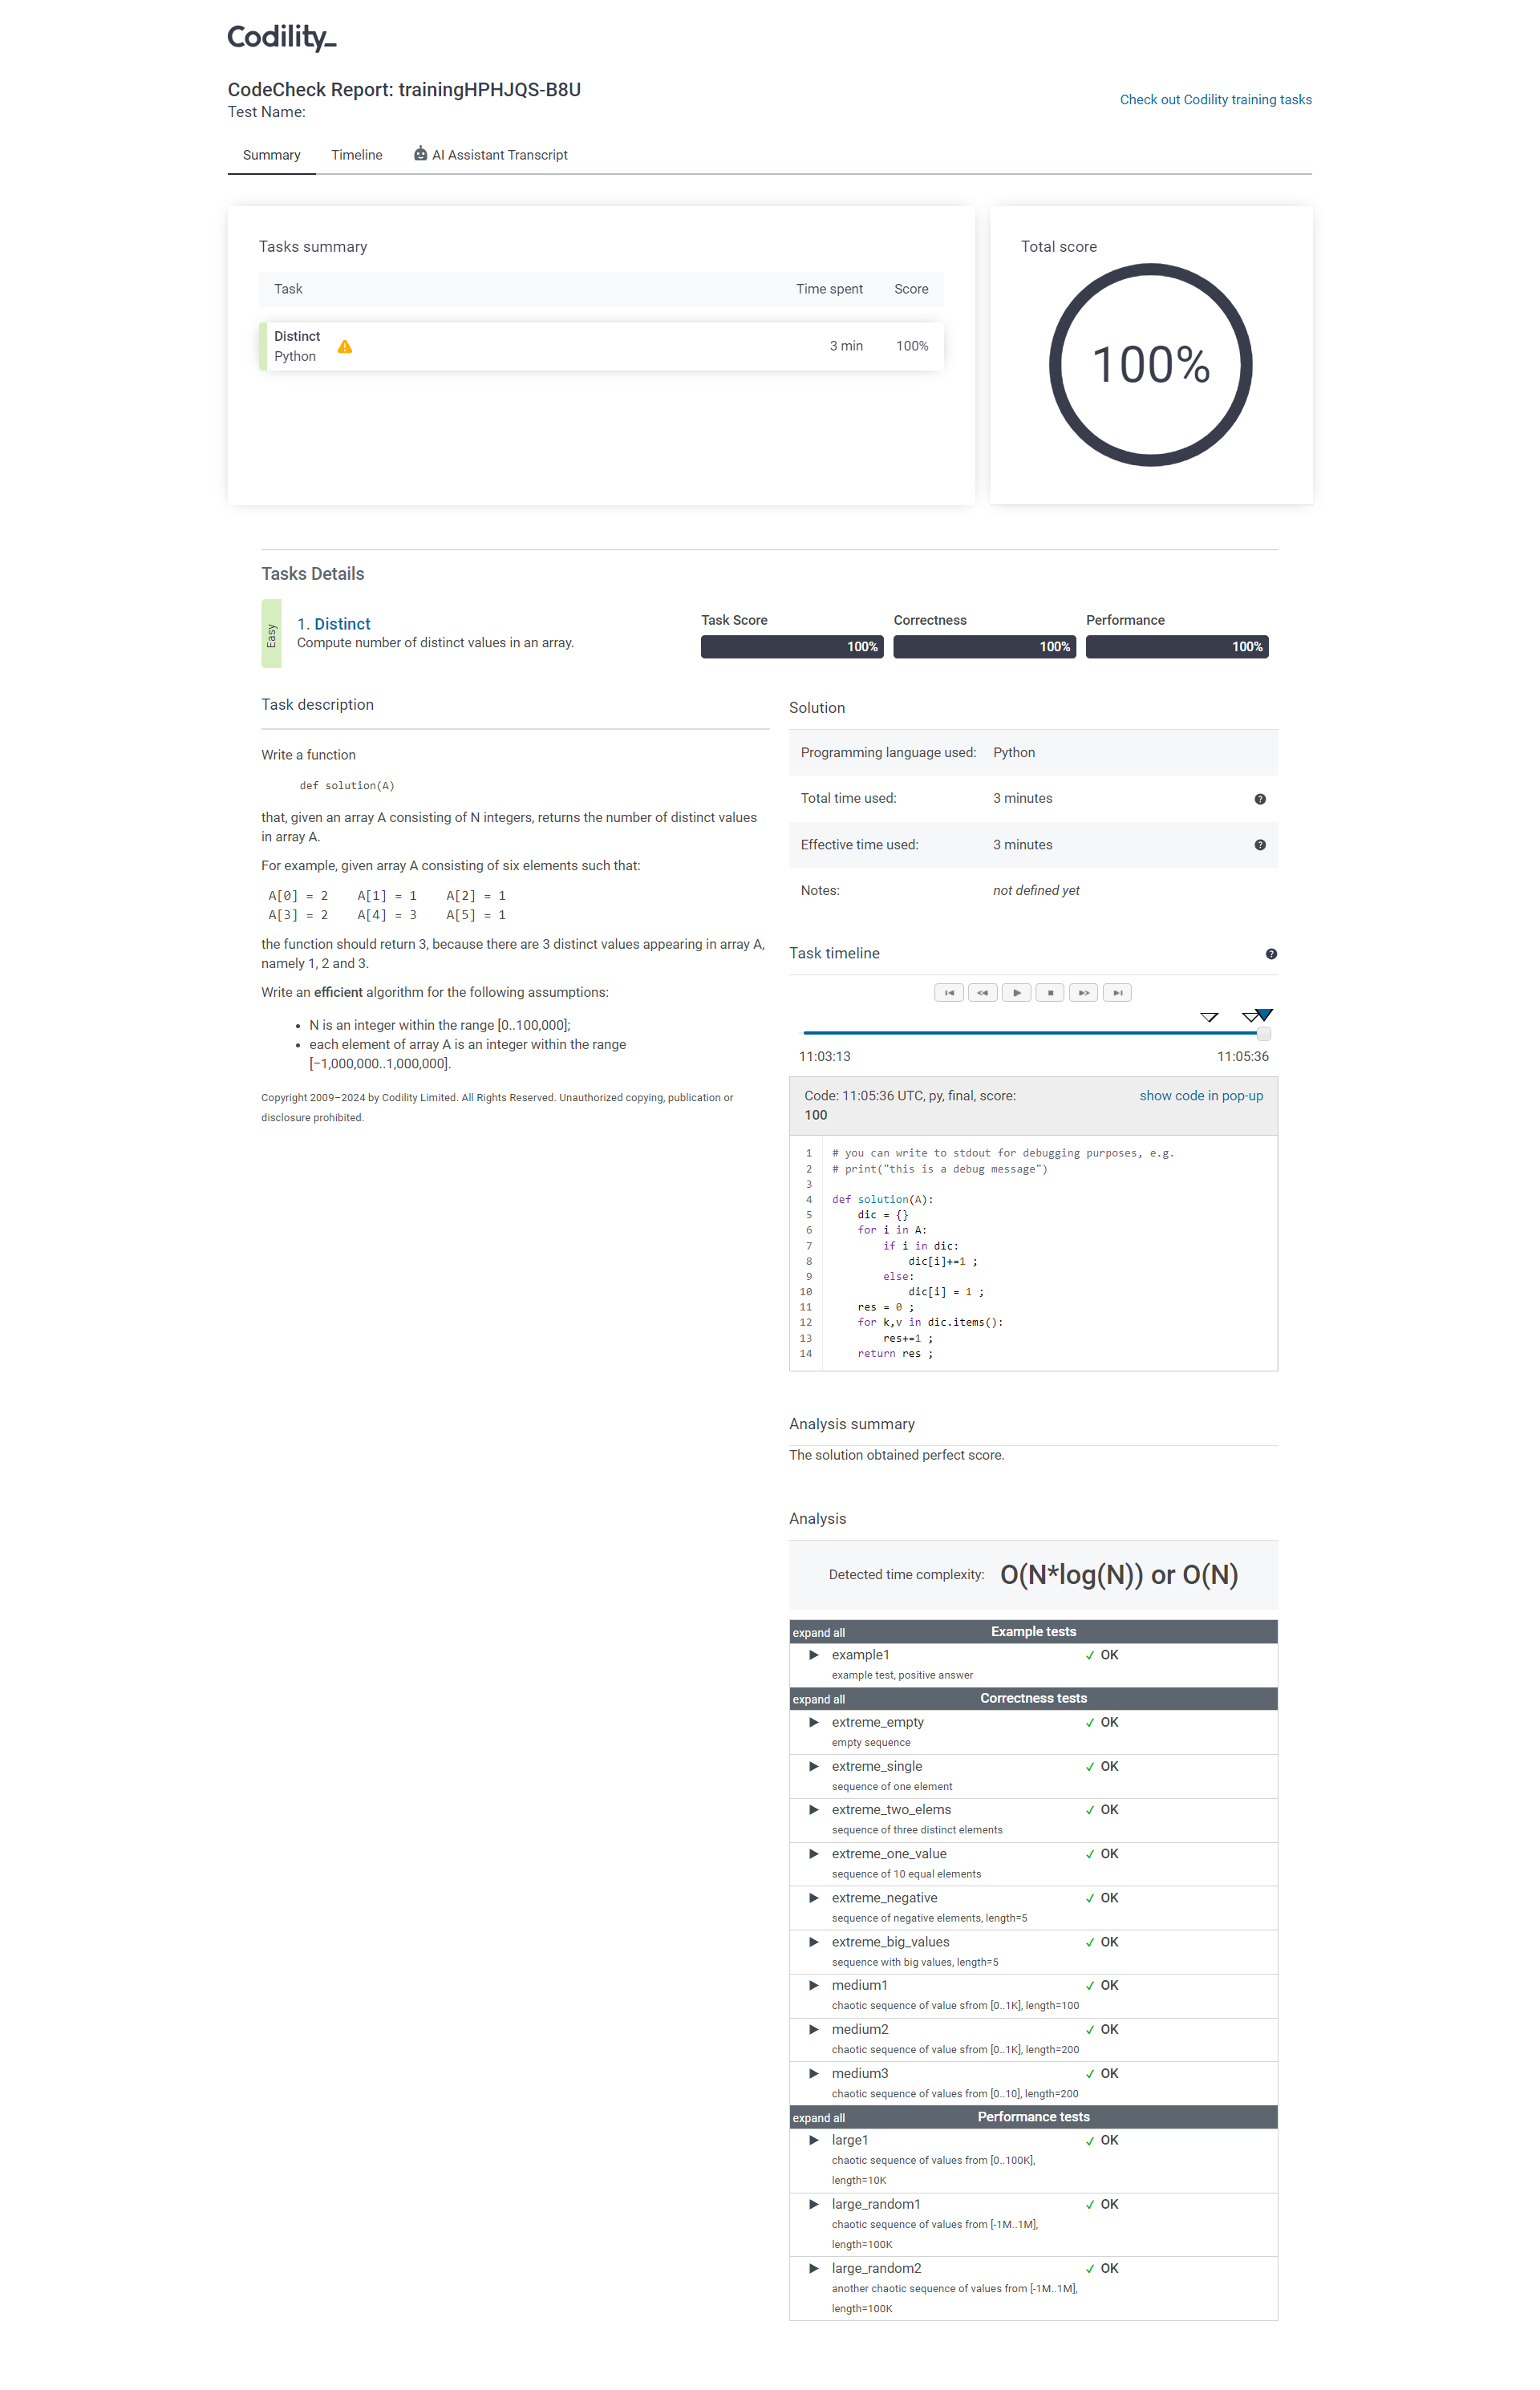 Codility_
CodeCheck Report: trainingHPHJQS-B8U
Test Name:
Check out Codility training tasks
Summary Timeline AI Assistant Transcript
Tasks summary
Task Time spent Score
Distinct
Python
3 min 100%
Total score
100%
Tasks Details
Easy
1. Distinct
Compute number of distinct values in an array.
Task Score Correctness Performance
100% 100% 100%
Task description
Write a function
def solution(A)
that, given an array A consisting of N integers, returns the number of distinct values
in array A.
For example, given array A consisting of six elements such that:
A[0] = 2 A[1] = 1 A[2] = 1
A[3] = 2 A[4] = 3 A[5] = 1
the function should return 3, because there are 3 distinct values appearing in array A,
namely 1, 2 and 3.
Write an efficient algorithm for the following assumptions:
• N is an integer within the range [0..100,000];
• each element of array A is an integer within the range
[−1,000,000..1,000,000].
Copyright 2009–2024 by Codility Limited. All Rights Reserved. Unauthorized copying, publication or
disclosure prohibited.
Solution
Programming language used: Python
Total time used: 3 minutes ?
Effective time used: 3 minutes ?
Notes: not defined yet
Task timeline ?
11:03:13 11:05:36
Code: 11:05:36 UTC, py, final, score:
100
show code in pop-up
1 # you can write to stdout for debugging purposes, e.g.
2 # print("this is a debug message")
3
4 def solution(A):
5     dic = {}
6     for i in A:
7         if i in dic:
8             dic[i]+=1 ;
9         else:
10             dic[i] = 1 ;
11     res = 0 ;
12     for k,v in dic.items():
13         res+=1 ;
14     return res ;
Analysis summary
The solution obtained perfect score.
Analysis
Detected time complexity: O(N*log(N)) or O(N)
expand all Example tests
▶ example1 ✓ OK
example test, positive answer
expand all Correctness tests
▶ extreme_empty ✓ OK
empty sequence
▶ extreme_single ✓ OK
sequence of one element
▶ extreme_two_elems ✓ OK
sequence of three distinct elements
▶ extreme_one_value ✓ OK
sequence of 10 equal elements
▶ extreme_negative ✓ OK
sequence of negative elements, length=5
▶ extreme_big_values ✓ OK
sequence with big values, length=5
▶ medium1 ✓ OK
chaotic sequence of value sfrom [0..1K], length=100
▶ medium2 ✓ OK
chaotic sequence of value sfrom [0..1K], length=200
▶ medium3 ✓ OK
chaotic sequence of values from [0..10], length=200
expand all Performance tests
▶ large1 ✓ OK
chaotic sequence of values from [0..100K],
length=10K
▶ large_random1 ✓ OK
chaotic sequence of values from [-1M..1M],
length=100K
▶ large_random2 ✓ OK
another chaotic sequence of values from [-1M..1M],
length=100K